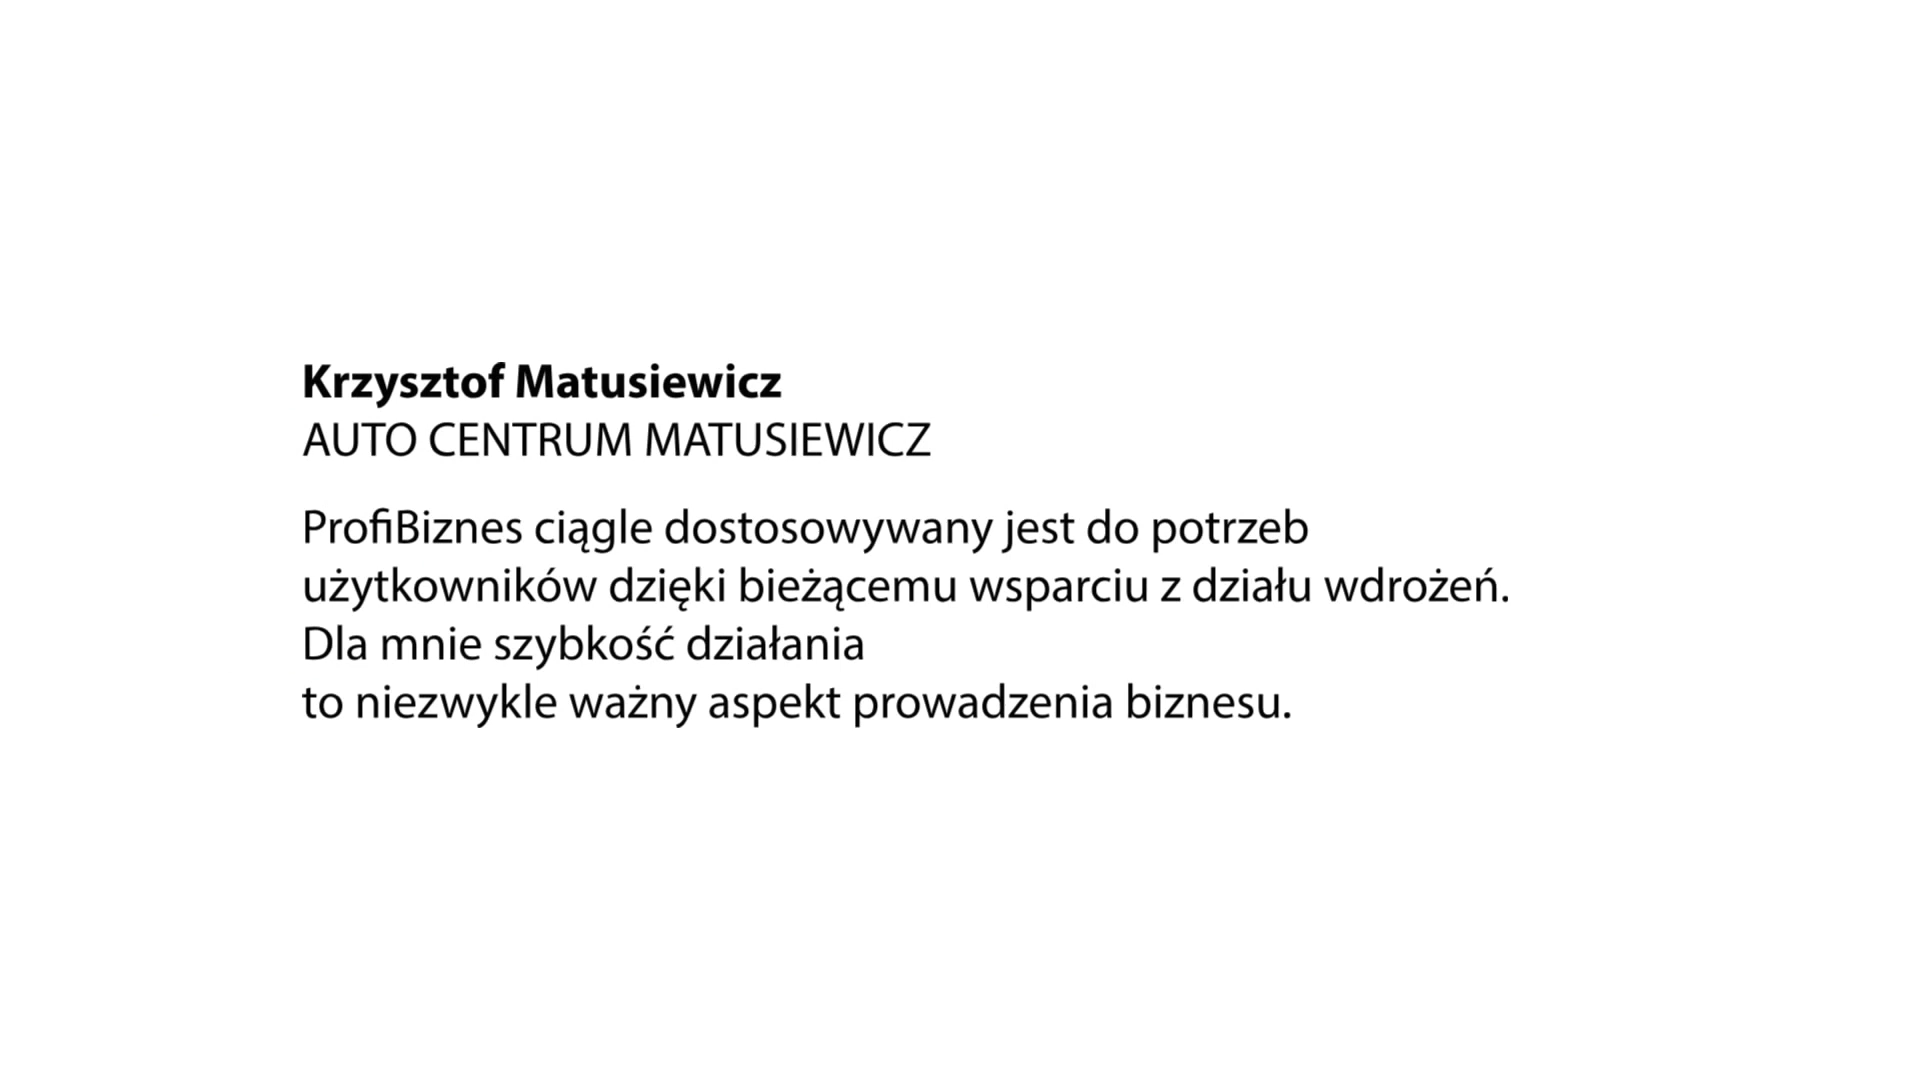 Krzysztof Matusiewicz
AUTO CENTRUM MATUSIEWICZ
ProfiBiznes ciągle dostosowywany jest do potrzeb
użytkowników dzięki bieżącemu wsparciu z działu wdrożeń.
Dla mnie szybkość działania
to niezwykle ważny aspekt prowadzenia biznesu.